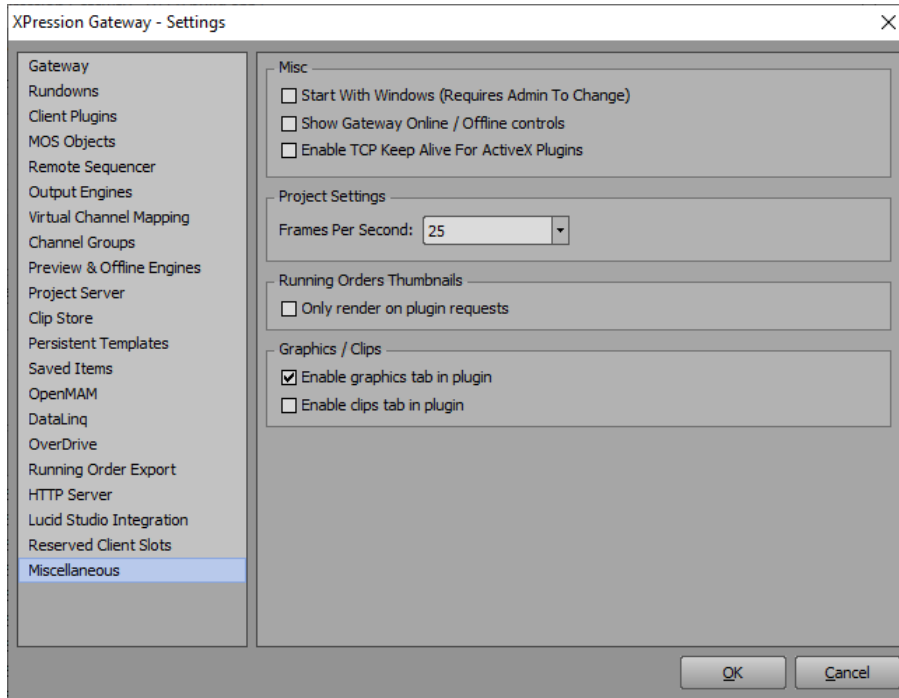 XPression Gateway - Settings
Gateway
Rundowns
Client Plugins
MOS Objects
Remote Sequencer
Output Engines
Virtual Channel Mapping
Channel Groups
Preview & Offline Engines
Project Server
Clip Store
Persistent Templates
Saved Items
OpenMAM
DataLinq
OverDrive
Running Order Export
HTTP Server
Lucid Studio Integration
Reserved Client Slots
Miscellaneous
Misc
Start With Windows (Requires Admin To Change)
Show Gateway Online / Offline controls
Enable TCP Keep Alive For ActiveX Plugins
Project Settings
Frames Per Second: 25
Running Orders Thumbnails
Only render on plugin requests
Graphics / Clips
Enable graphics tab in plugin
Enable clips tab in plugin
OK Cancel